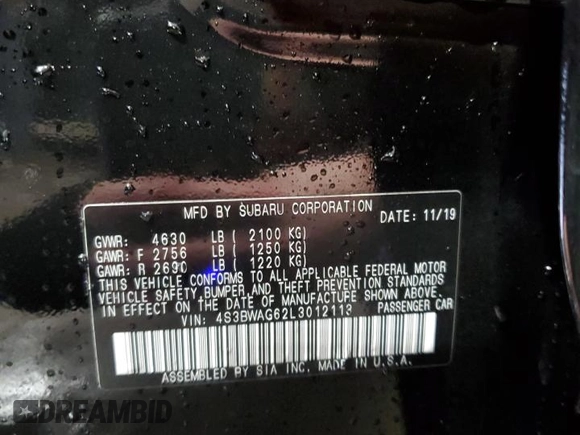 MFD BY SUBARU CORPORATION
DATE: 11/19
GVWR: 4630 LB ( 2100 KG)
GAWR: F 2756 LB ( 1250 KG)
GAWR: R 2690 LB ( 1220 KG)
THIS VEHICLE CONFORMS TO ALL APPLICABLE FEDERAL MOTOR
VEHICLE SAFETY, BUMPER, AND THEFT PREVENTION STANDARDS
IN EFFECT ON THE DATE OF MANUFACTURE SHOWN ABOVE.
VIN: 4S3BWAG62L3012113 PASSENGER CAR
ASSEMBLED BY SIA INC. MADE IN U.S.A.
DREAMBID